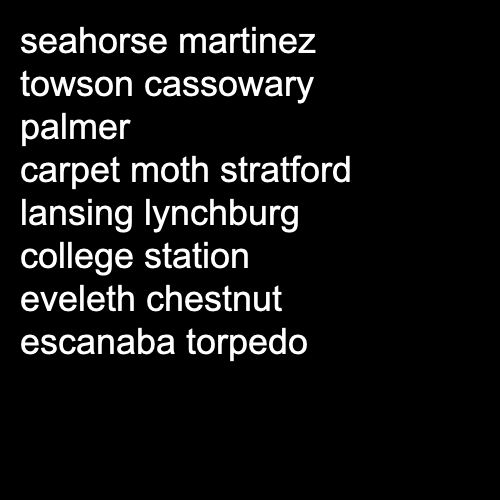 seahorse martinez
towson cassowary
palmer
carpet moth stratford
lansing lynchburg
college station
eveleth chestnut
escanaba torpedo